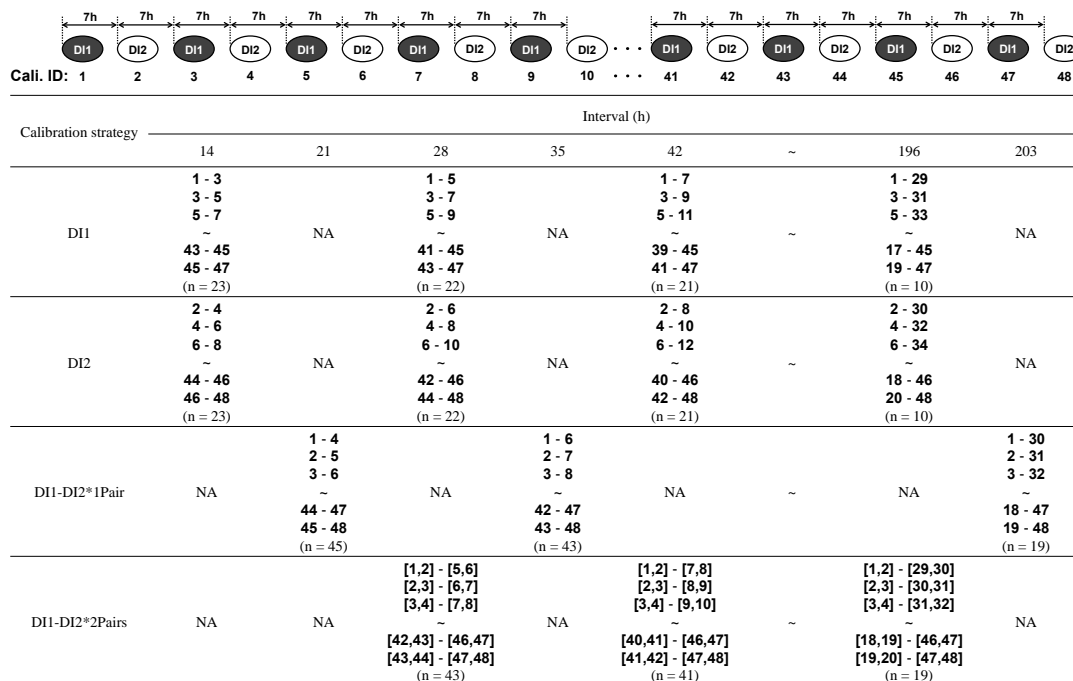 7h 7h 7h 7h 7h 7h 7h 7h 7h 7h 7h 7h 7h 7h 7h 7h
DI1 DI2 DI1 DI2 DI1 DI2 DI1 DI2 DI1 DI2 · · · DI1 DI2 DI1 DI2 DI1 DI2 DI1 DI2
Cali. ID: 1 2 3 4 5 6 7 8 9 10 · · · 41 42 43 44 45 46 47 48
Calibration strategy
Interval (h)
14 21 28 35 42 ~ 196 203
DI1
1 - 3
3 - 5
5 - 7
~
43 - 45
45 - 47
(n = 23)
NA
1 - 5
3 - 7
5 - 9
~
41 - 45
43 - 47
(n = 22)
NA
1 - 7
3 - 9
5 - 11
~
39 - 45
41 - 47
(n = 21)
~
1 - 29
3 - 31
5 - 33
~
17 - 45
19 - 47
(n = 10)
NA
DI2
2 - 4
4 - 6
6 - 8
~
44 - 46
46 - 48
(n = 23)
NA
2 - 6
4 - 8
6 - 10
~
42 - 46
44 - 48
(n = 22)
NA
2 - 8
4 - 10
6 - 12
~
40 - 46
42 - 48
(n = 21)
~
2 - 30
4 - 32
6 - 34
~
18 - 46
20 - 48
(n = 10)
NA
DI1-DI2*1Pair
NA
1 - 4
2 - 5
3 - 6
~
44 - 47
45 - 48
(n = 45)
NA
1 - 6
2 - 7
3 - 8
~
42 - 47
43 - 48
(n = 43)
NA
~
NA
1 - 30
2 - 31
3 - 32
~
18 - 47
19 - 48
(n = 19)
DI1-DI2*2Pairs
NA
NA
[1,2] - [5,6]
[2,3] - [6,7]
[3,4] - [7,8]
~
[42,43] - [46,47]
[43,44] - [47,48]
(n = 43)
NA
[1,2] - [7,8]
[2,3] - [8,9]
[3,4] - [9,10]
~
[40,41] - [46,47]
[41,42] - [47,48]
(n = 41)
~
[1,2] - [29,30]
[2,3] - [30,31]
[3,4] - [31,32]
~
[18,19] - [46,47]
[19,20] - [47,48]
(n = 19)
NA